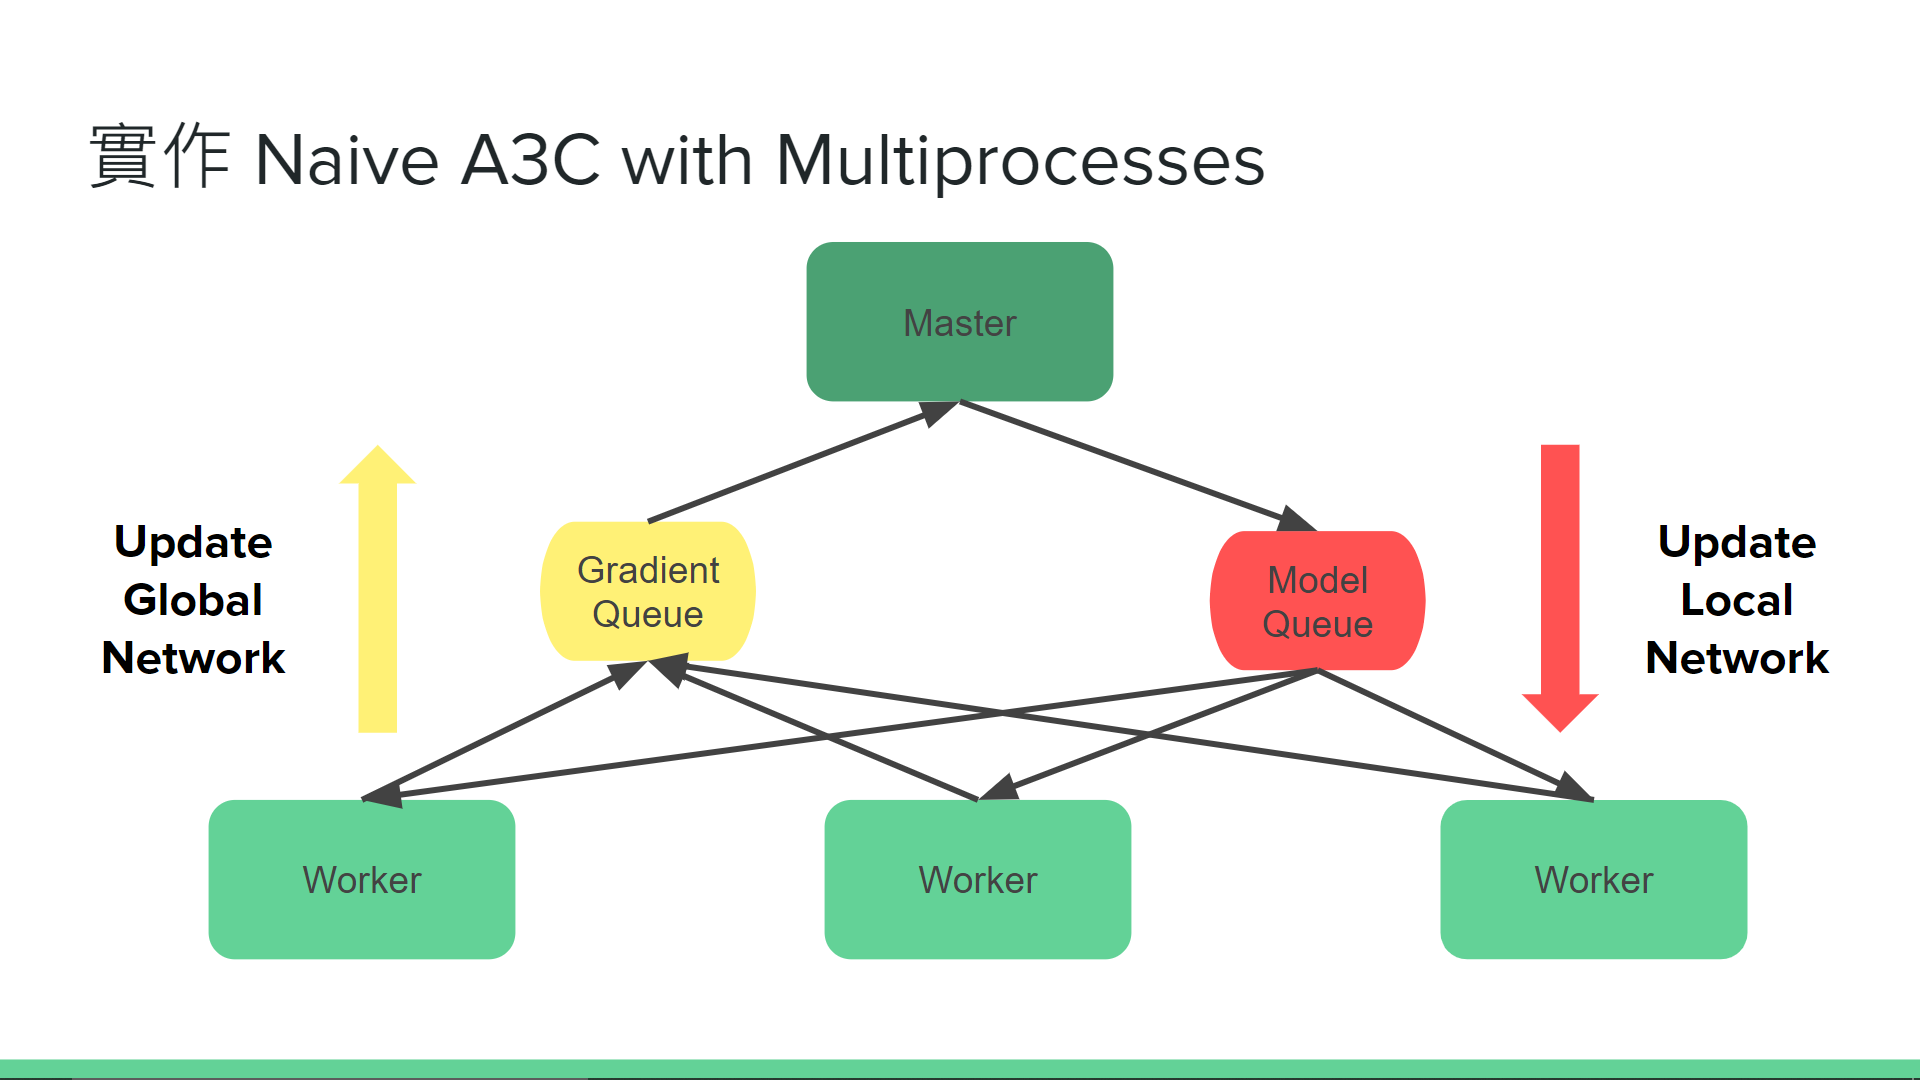 實作 Naive A3C with Multiprocesses
Master
Update
Global
Network
Gradient
Queue
Model
Queue
Update
Local
Network
Worker
Worker
Worker